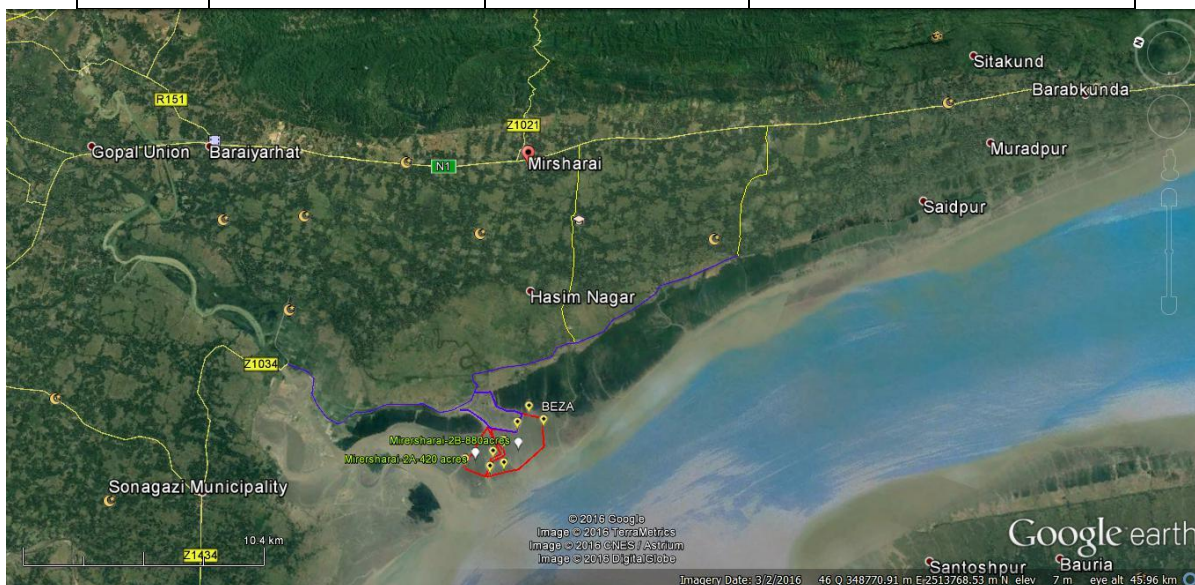 N
Sitakund
Barabkunda
R151
Z1021
Gopal Union
Baraiyarhat
N1
Mirsharai
Muradpur
Saidpur
Hasim Nagar
Z1034
BEZA
Mirersharai-2B-880acres
Mirersharai-2A-420 acres
Sonagazi Municipality
10.4 km
Z1434
© 2016 Google
Image © 2016 TerraMetrics
Image © 2016 CNES / Astrium
Image © 2016 DigitalGlobe
Google earth
Santoshpur
Bauria
Imagery Date: 3/2/2016 46 Q 348770.91 m E 2513768.53 m N elev 7 m eye alt 45.96 km